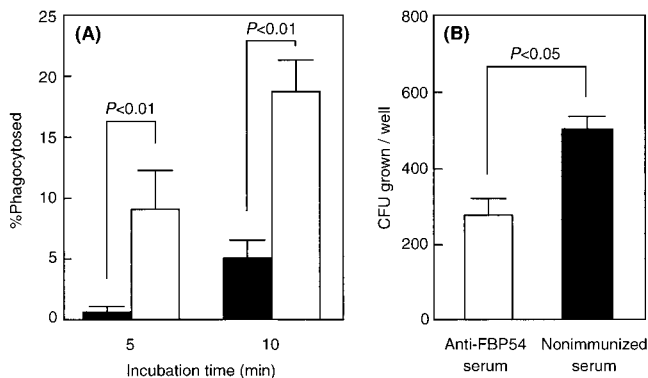 (A)
%Phagocytosed
25
20
15
10
5
0
P<0.01
P<0.01
5
10
Incubation time (min)
(B)
CFU grown / well
800
600
400
200
0
P<0.05
Anti-FBP54 serum
Nonimmunized serum